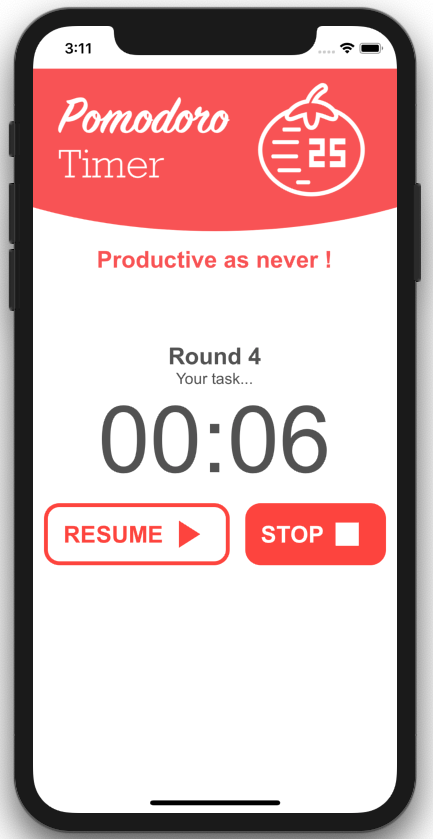 3:11
Pomodoro
Timer
25
Productive as never !
Round 4
Your task...
00:06
RESUME
STOP